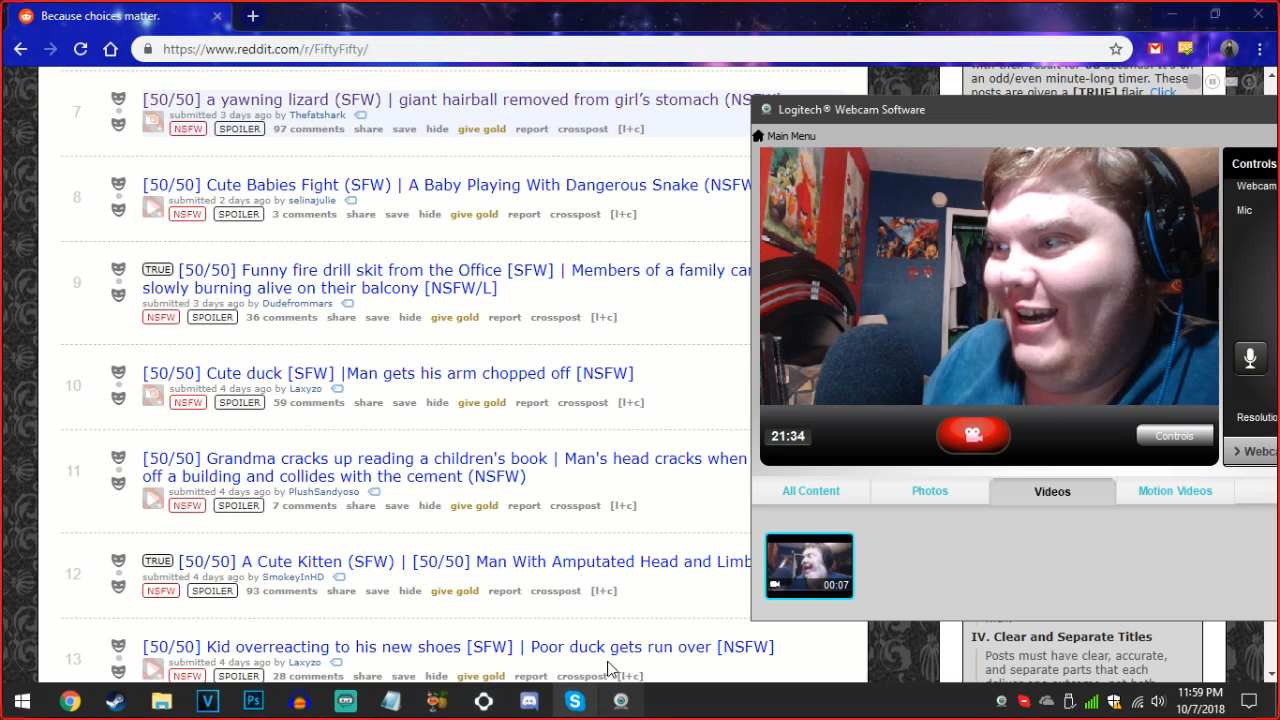 Because choices matter.
https://www.reddit.com/r/FiftyFifty/
7
[50/50] a yawning lizard (SFW) | giant hairball removed from girl's stomach (NS
submitted 3 days ago by Thefatshark
NSFW SPOILER 97 comments share save hide give gold report crosspost [l+c]
8
[50/50] Cute Babies Fight (SFW) | A Baby Playing With Dangerous Snake (NSFW
submitted 2 days ago by selinajulie
NSFW SPOILER 3 comments share save hide give gold report crosspost [l+c]
9
TRUE [50/50] Funny fire drill skit from the Office [SFW] | Members of a family
slowly burning alive on their balcony [NSFW/L]
submitted 3 days ago by Dudefrommars
NSFW SPOILER 36 comments share save hide give gold report crosspost [l+c]
10
[50/50] Cute duck [SFW] |Man gets his arm chopped off [NSFW]
submitted 4 days ago by Laxyzo
NSFW SPOILER 59 comments share save hide give gold report crosspost [l+c]
11
[50/50] Grandma cracks up reading a children's book | Man's head cracks when
off a building and collides with the cement (NSFW)
submitted 4 days ago by PlushSandyoso
NSFW SPOILER 7 comments share save hide give gold report crosspost [l+c]
12
TRUE [50/50] A Cute Kitten (SFW) | [50/50] Man With Amputated Head and Limb
submitted 4 days ago by SmokeyInHD
NSFW SPOILER 93 comments share save hide give gold report crosspost [l+c]
13
[50/50] Kid overreacting to his new shoes [SFW] | Poor duck gets run over [NSFW]
submitted 4 days ago by Laxyzo
NSFW SPOILER 28 comments share save hide give gold report crosspost [l+c]
an odd/even minute-long timer. These
posts are given a [TRUE] flair. Click
Logitech® Webcam Software
Main Menu
Controls
Webcam
Mic
Resolutio
21:34
Controls
Webc
All Content Photos Videos Motion Videos
00:07
IV. Clear and Separate Titles
Posts must have clear, accurate,
and separate parts that each
11:59 PM
10/7/2018